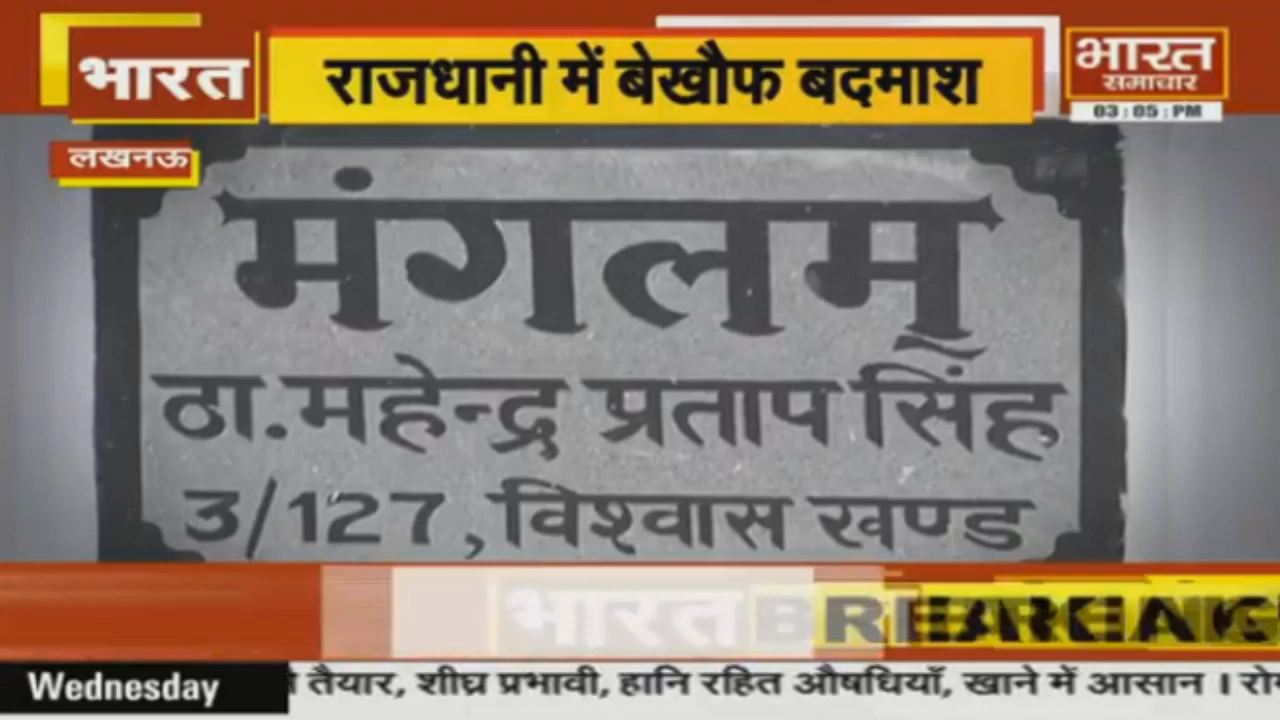 भारत
राजधानी में बेखौफ बदमाश
भारत
समाचार
03:05:PM
लखनऊ
मंगलम्
ठा.महेन्द्र प्रताप सिंह
3/127,विश्वास खण्ड
भारत
Wednesday
तैयार, शीघ्र प्रभावी, हानि रहित औषधियाँ, खाने में आसान ।